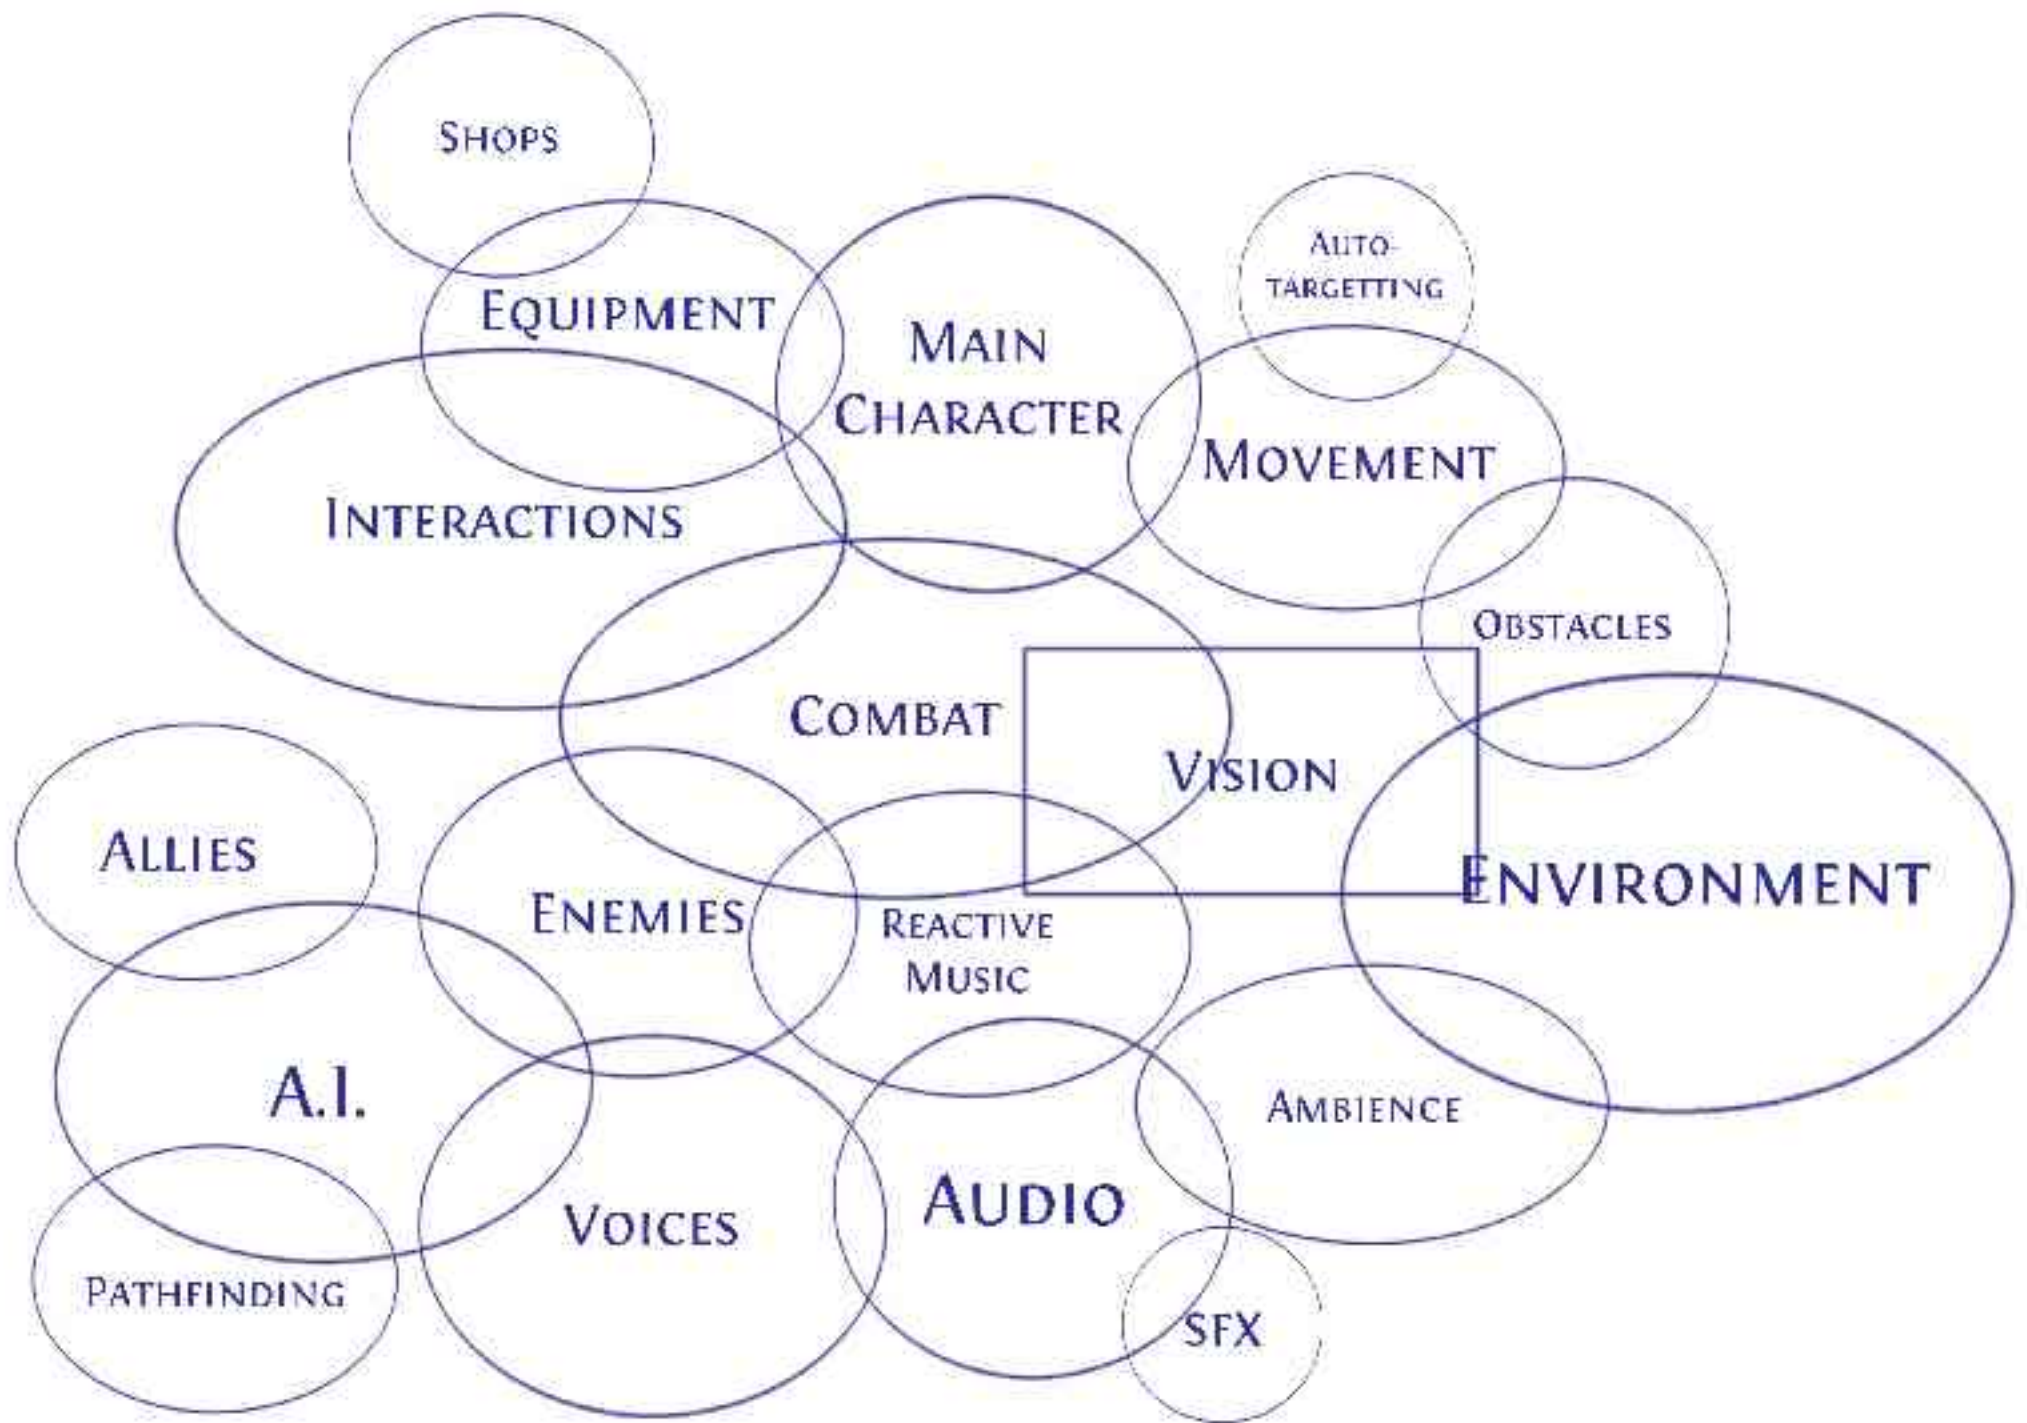 SHOPS
AUTO-
TARGETTING
EQUIPMENT
MAIN
CHARACTER
MOVEMENT
INTERACTIONS
OBSTACLES
COMBAT
VISION
ALLIES
ENEMIES
REACTIVE
MUSIC
ENVIRONMENT
A.I.
AMBIENCE
VOICES
AUDIO
PATHFINDING
SFX